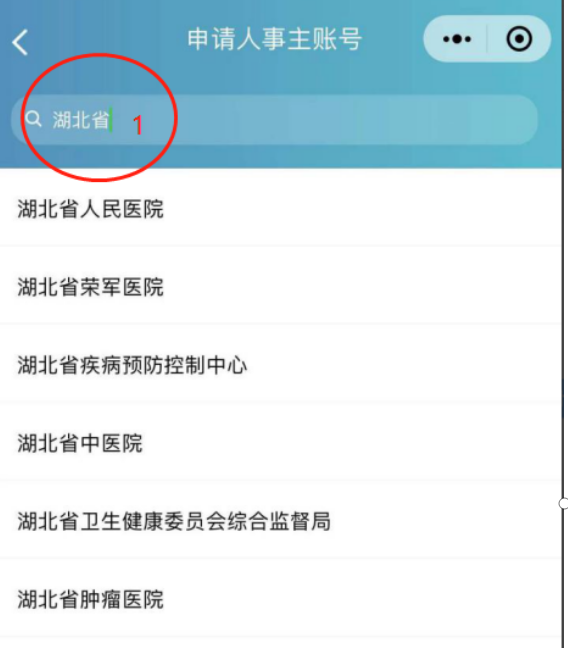 申请人事主账号
湖北省 1
湖北省人民医院
湖北省荣军医院
湖北省疾病预防控制中心
湖北省中医院
湖北省卫生健康委员会综合监督局
湖北省肿瘤医院